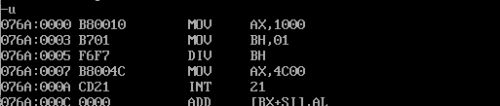 -u
076A:0000 B80010 MOV AX,1000
076A:0003 B701 MOV BH,01
076A:0005 F6F7 DIV BH
076A:0007 B8004C MOV AX,4C00
076A:000A CD21 INT 21
076A:000C 0000 ADD [BX+SI],AL